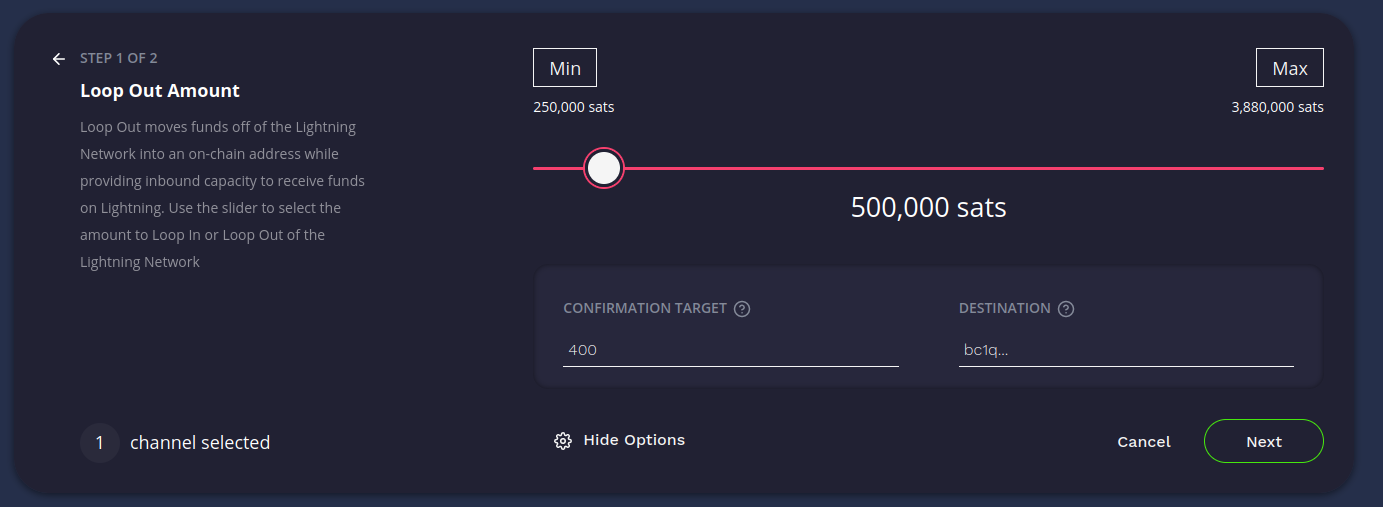 STEP 1 OF 2
Loop Out Amount
Loop Out moves funds off of the Lightning
Network into an on-chain address while
providing inbound capacity to receive funds
on Lightning. Use the slider to select the
amount to Loop In or Loop Out of the
Lightning Network
1 channel selected
Min
Max
250,000 sats
3,880,000 sats
500,000 sats
CONFIRMATION TARGET ?
DESTINATION ?
400
bc1q...
Hide Options
Cancel
Next